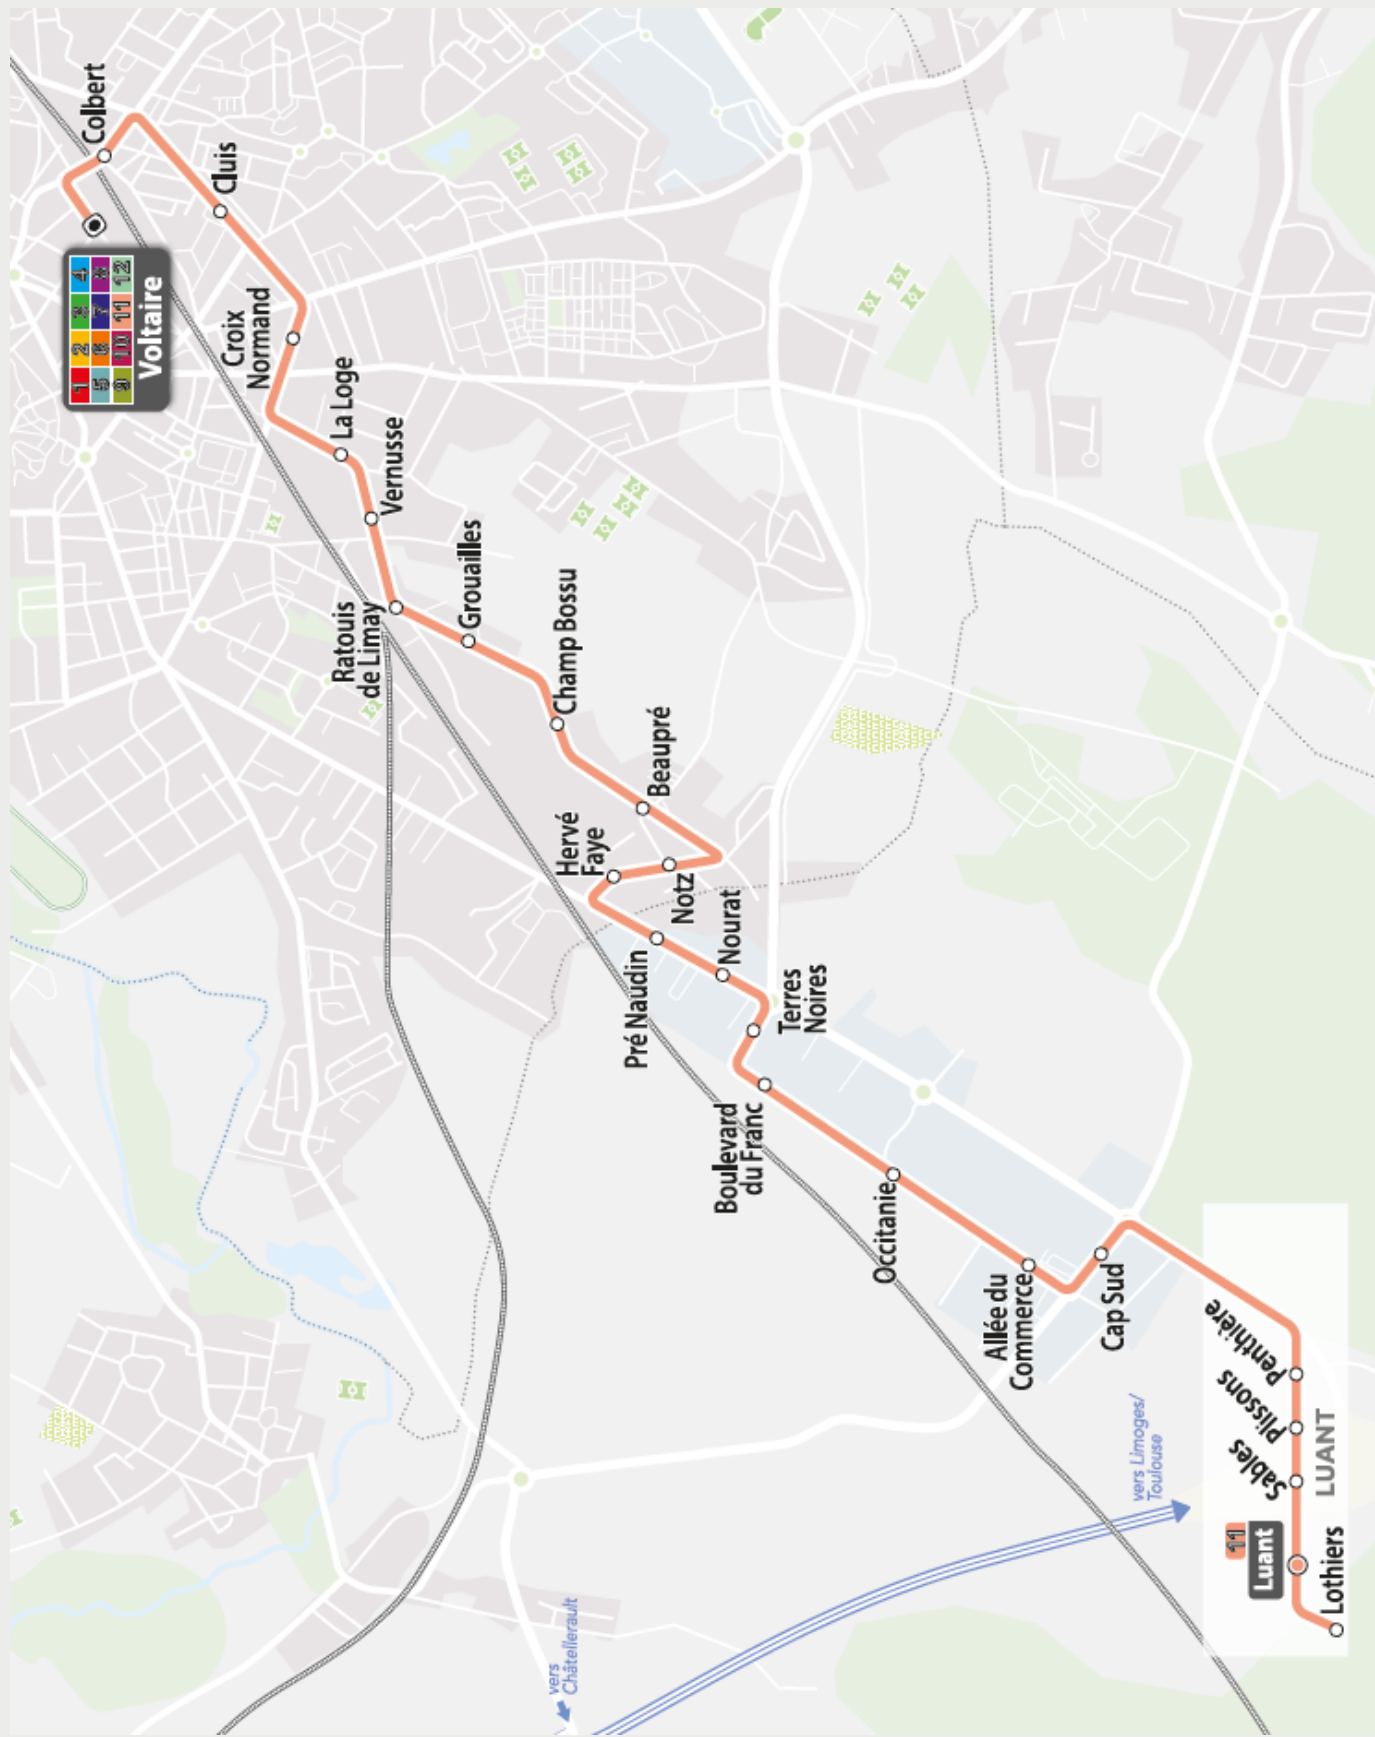 Colbert
Cluis
1 2 3 4
5 6 7 8
9 10 11 12
Voltaire
Croix
Normand
La Loge
Vernusse
Ratouis
de Limay
Grouailles
Champ Bossu
Beaupré
Hervé
Faye
Notz
Pré Naudin
Nourat
Terres
Noires
Boulevard
du Franc
Occitanie
Allée du
Commerce
Cap Sud
Penthière
Plissons
Sables
LUANT
11
Luant
Lothiers
vers Limoges/
Toulouse
vers
Châtellerault